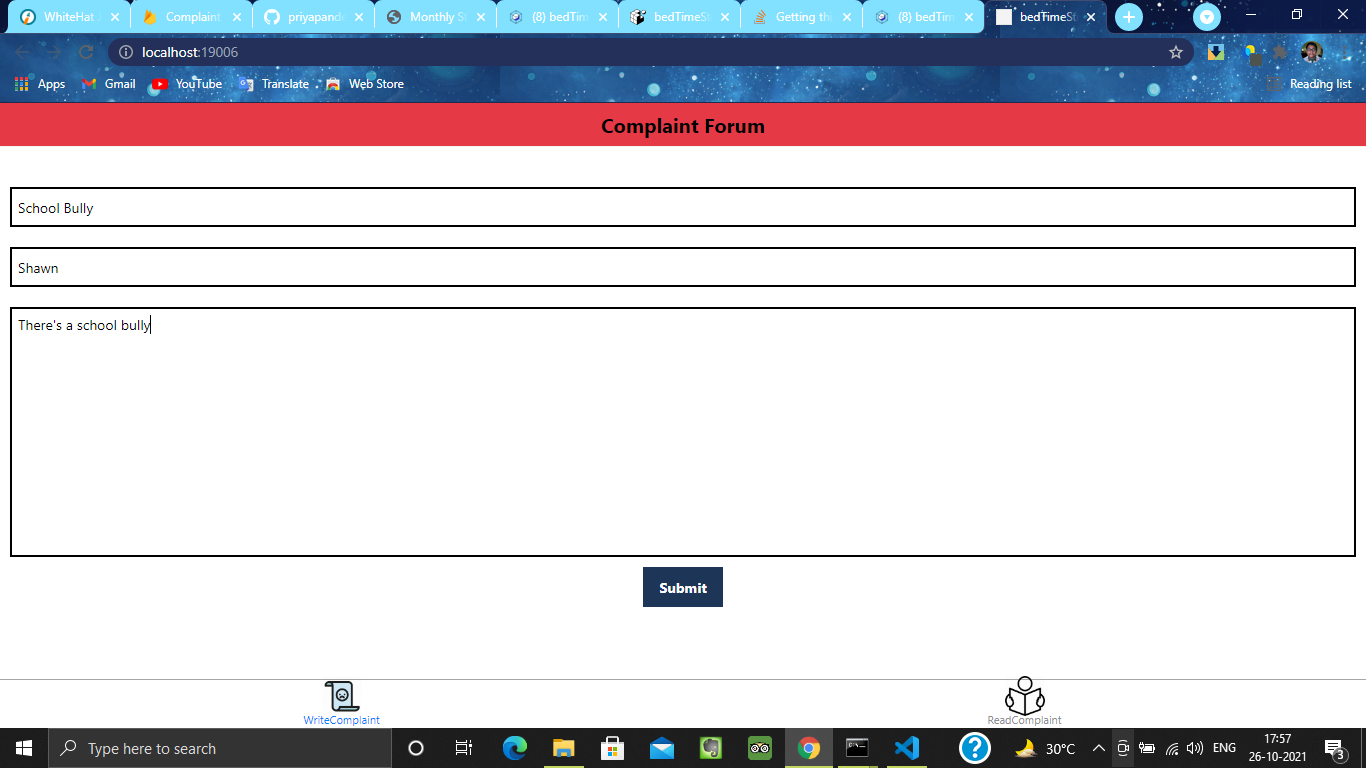 WhiteHat
Complaint
priyapand
Monthly S
(8) bedTim
bedTimeSt
Getting thi
(8) bedTim
bedTimeSt
localhost:19006
Apps
Gmail
YouTube
Translate
Web Store
Reading list
Complaint Forum
School Bully
Shawn
There's a school bully
Submit
WriteComplaint
ReadComplaint
Type here to search
30°C
ENG
17:57
26-10-2021
3